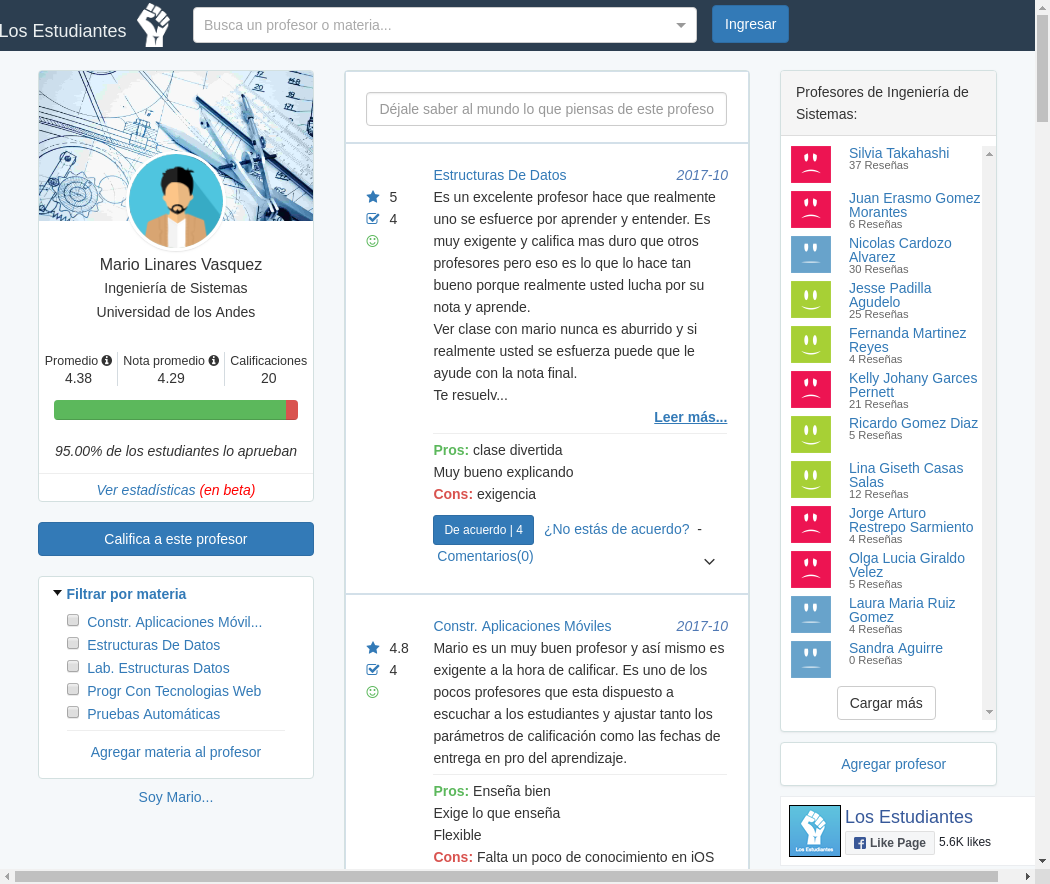 Los Estudiantes
Busca un profesor o materia...
Ingresar
Mario Linares Vasquez
Ingeniería de Sistemas
Universidad de los Andes
Promedio
4.38
Nota promedio
4.29
Calificaciones
20
95.00% de los estudiantes lo aprueban
Ver estadísticas (en beta)
Califica a este profesor
Filtrar por materia
Constr. Aplicaciones Móvil...
Estructuras De Datos
Lab. Estructuras Datos
Progr Con Tecnologias Web
Pruebas Automáticas
Agregar materia al profesor
Soy Mario...
Déjale saber al mundo lo que piensas de este profeso
Estructuras De Datos 2017-10
5
4
Es un excelente profesor hace que realmente
uno se esfuerce por aprender y entender. Es
muy exigente y califica mas duro que otros
profesores pero eso es lo que lo hace tan
bueno porque realmente usted lucha por su
nota y aprende.
Ver clase con mario nunca es aburrido y si
realmente usted se esfuerza puede que le
ayude con la nota final.
Te resuelv...
Leer más...
Pros: clase divertida
Muy bueno explicando
Cons: exigencia
De acuerdo | 4 ¿No estás de acuerdo? -
Comentarios(0)
Constr. Aplicaciones Móviles 2017-10
4.8
4
Mario es un muy buen profesor y así mismo es
exigente a la hora de calificar. Es uno de los
pocos profesores que esta dispuesto a
escuchar a los estudiantes y ajustar tanto los
parámetros de calificación como las fechas de
entrega en pro del aprendizaje.
Pros: Enseña bien
Exige lo que enseña
Flexible
Cons: Falta un poco de conocimiento en iOS
Profesores de Ingeniería de
Sistemas:
Silvia Takahashi
37 Reseñas
Juan Erasmo Gomez
Morantes
6 Reseñas
Nicolas Cardozo
Alvarez
30 Reseñas
Jesse Padilla
Agudelo
25 Reseñas
Fernanda Martinez
Reyes
4 Reseñas
Kelly Johany Garces
Pernett
21 Reseñas
Ricardo Gomez Diaz
5 Reseñas
Lina Giseth Casas
Salas
12 Reseñas
Jorge Arturo
Restrepo Sarmiento
4 Reseñas
Olga Lucia Giraldo
Velez
5 Reseñas
Laura Maria Ruiz
Gomez
4 Reseñas
Sandra Aguirre
0 Reseñas
Cargar más
Agregar profesor
Los Estudiantes
Los Estudiantes
Like Page 5.6K likes